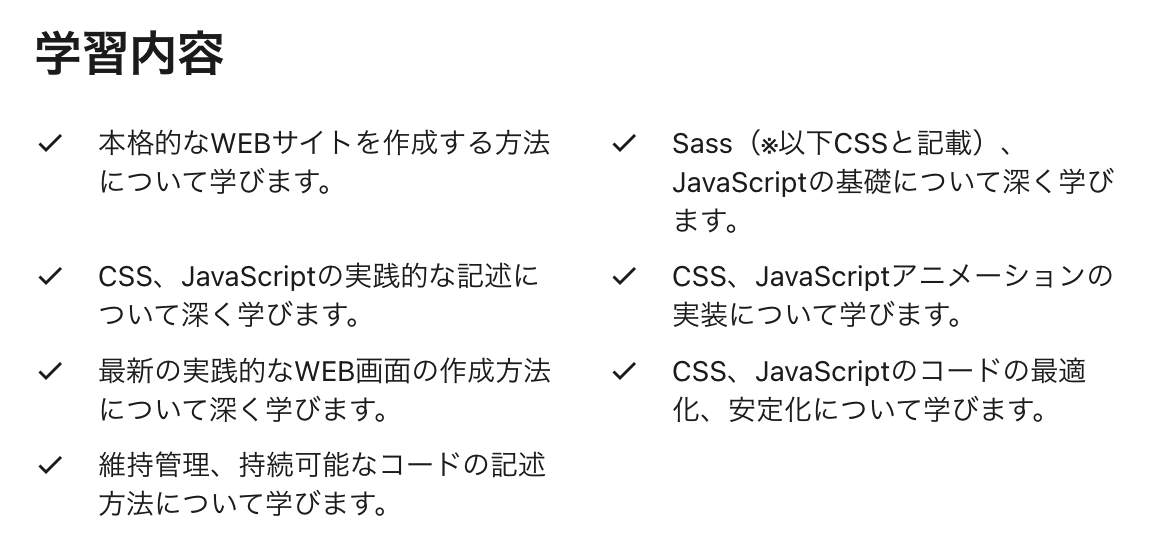 学習内容
本格的なWEBサイトを作成する方法
について学びます。
Sass（※以下CSSと記載）、
JavaScriptの基礎について深く学び
ます。
CSS、JavaScriptの実践的な記述に
ついて深く学びます。
CSS、JavaScriptアニメーションの
実装について学びます。
最新の実践的なWEB画面の作成方法
について深く学びます。
CSS、JavaScriptのコードの最適
化、安定化について学びます。
維持管理、持続可能なコードの記述
方法について学びます。